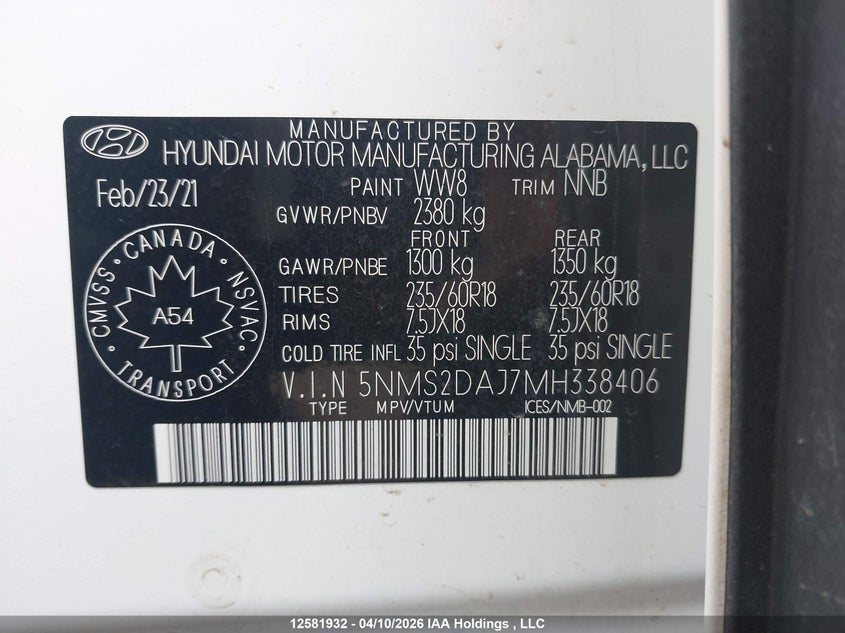 MANUFACTURED BY
HYUNDAI MOTOR MANUFACTURING ALABAMA, LLC
Feb/23/21 PAINT WW8 TRIM NNB
GVWR/PNBV 2380 kg
FRONT REAR
GAWR/PNBE 1300 kg 1350 kg
TIRES 235/60R18 235/60R18
RIMS 7.5JX18 7.5JX18
COLD TIRE INFL 35 psi SINGLE 35 psi SINGLE
CMVSS · CANADA · NSVAC
A54
TRANSPORT
V.I.N 5NMS2DAJ7MH338406
TYPE MPV/VTUM ICES/NMB-002
12581932 - 04/10/2026 IAA Holdings , LLC